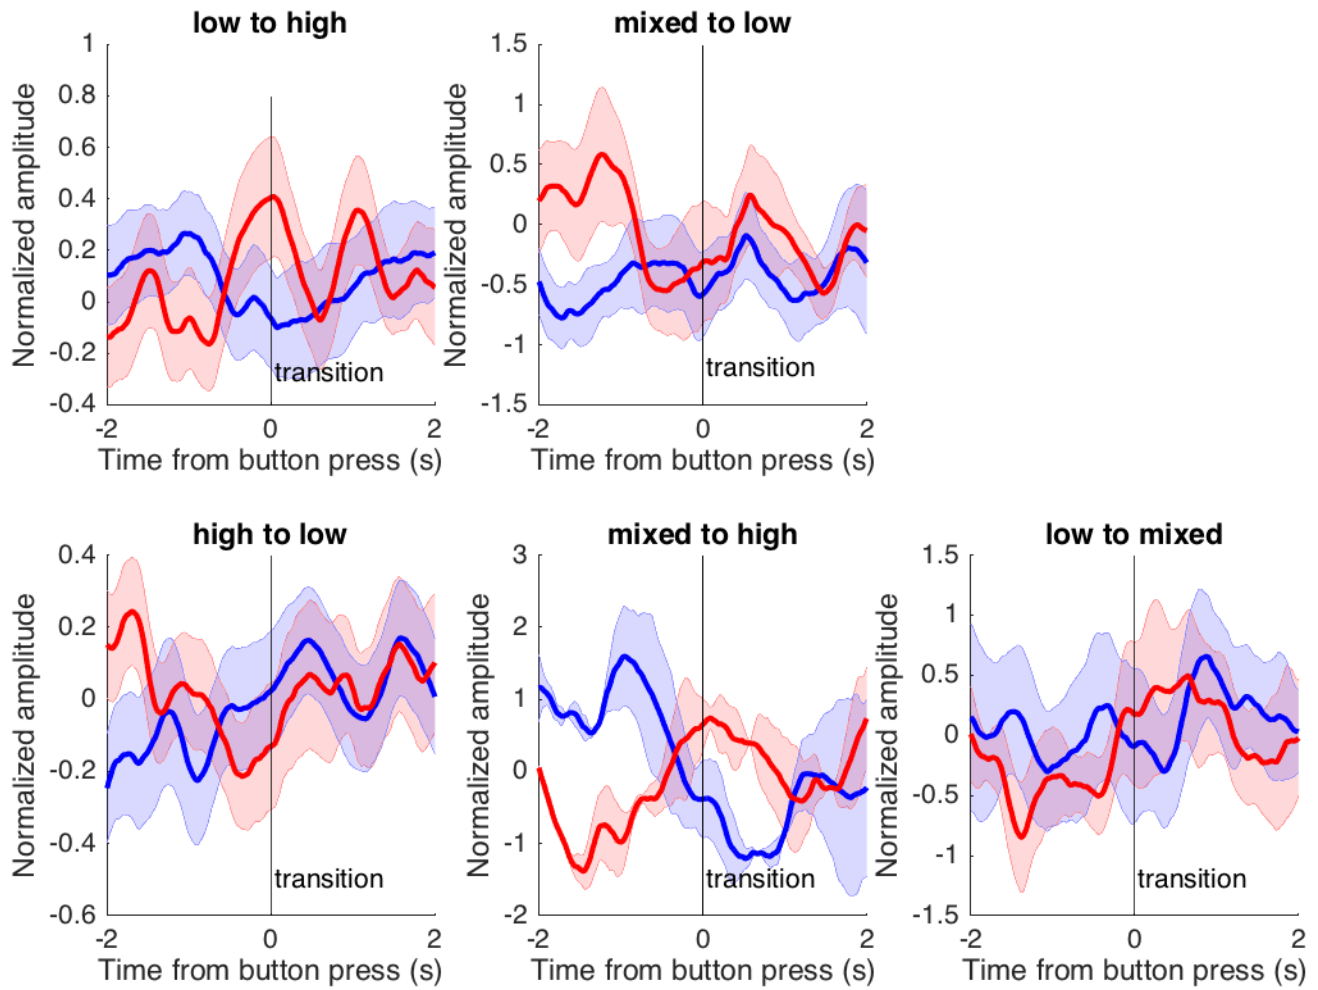 low to high
1
0.8
0.6
0.4
0.2
0
-0.2
-0.4
Normalized amplitude
transition
-2
0
2
Time from button press (s)
mixed to low
1.5
1
0.5
0
-0.5
-1
-1.5
Normalized amplitude
transition
-2
0
2
Time from button press (s)
high to low
0.4
0.2
0
-0.2
-0.4
-0.6
Normalized amplitude
transition
-2
0
2
Time from button press (s)
mixed to high
3
2
1
0
-1
-2
Normalized amplitude
transition
-2
0
2
Time from button press (s)
low to mixed
1.5
1
0.5
0
-0.5
-1
-1.5
Normalized amplitude
transition
-2
0
2
Time from button press (s)